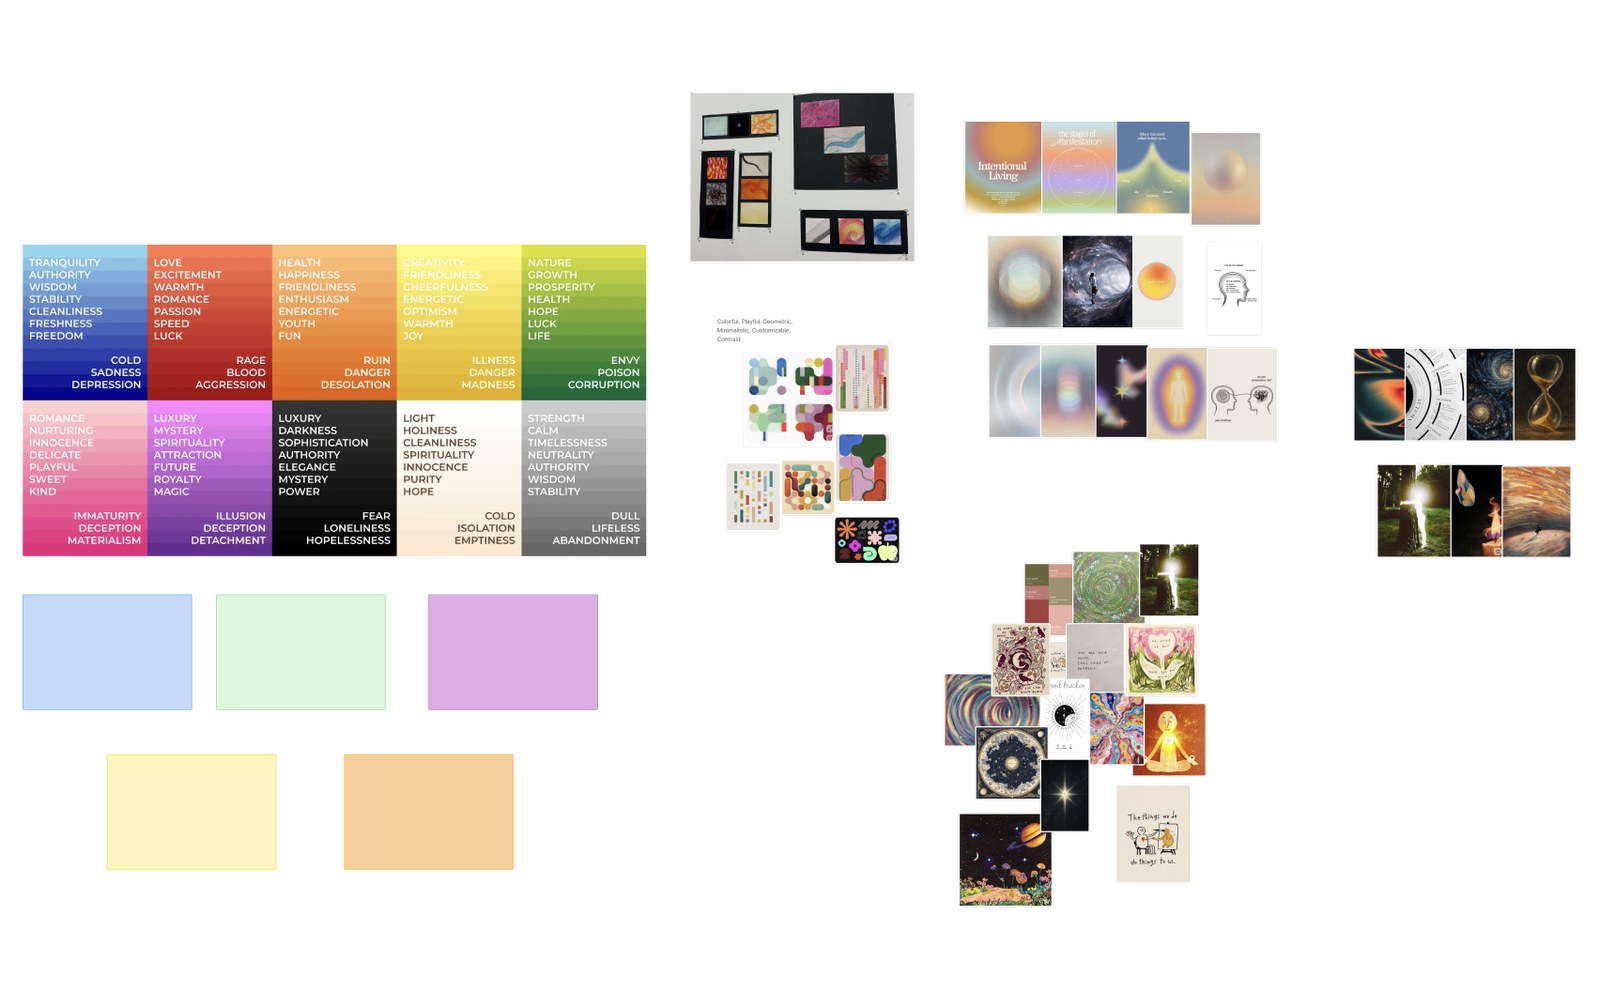 TRANQUILITY
AUTHORITY
WISDOM
STABILITY
CLEANLINESS
FRESHNESS
FREEDOM
COLD
SADNESS
DEPRESSION
LOVE
EXCITEMENT
WARMTH
ROMANCE
PASSION
SPEED
LUCK
RAGE
BLOOD
AGGRESSION
HEALTH
HAPPINESS
FRIENDLINESS
ENTHUSIASM
ENERGETIC
YOUTH
FUN
RUIN
DANGER
DESOLATION
CREATIVITY
FRIENDLINESS
CHEERFULNESS
ENERGETIC
OPTIMISM
WARMTH
JOY
ILLNESS
DANGER
MADNESS
NATURE
GROWTH
PROSPERITY
HEALTH
HOPE
LUCK
LIFE
ENVY
POISON
CORRUPTION
ROMANCE
NURTURING
INNOCENCE
DELICATE
PLAYFUL
SWEET
KIND
IMMATURITY
DECEPTION
MATERIALISM
LUXURY
MYSTERY
SPIRITUALITY
ATTRACTION
FUTURE
ROYALTY
MAGIC
ILLUSION
DECEPTION
DETACHMENT
LUXURY
DARKNESS
SOPHISTICATION
AUTHORITY
ELEGANCE
MYSTERY
POWER
FEAR
LONELINESS
HOPELESSNESS
LIGHT
HOLINESS
CLEANLINESS
SPIRITUALITY
INNOCENCE
PURITY
HOPE
COLD
ISOLATION
EMPTINESS
STRENGTH
CALM
TIMELESSNESS
NEUTRALITY
AUTHORITY
WISDOM
STABILITY
DULL
LIFELESS
ABANDONMENT
Colorful, Playful, Geometric,
Minimalistic, Customizable,
Contrast
Intentional
Living
the stages of
Manifestation
The things we do
do things to us.